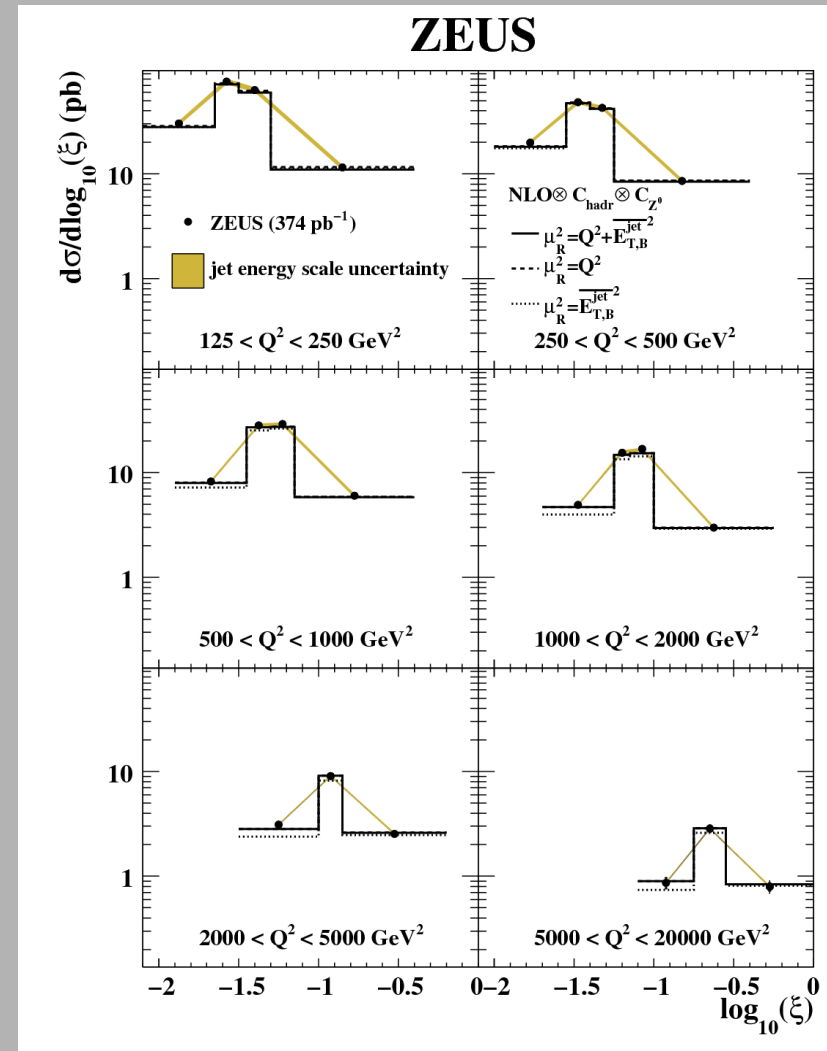 ZEUS
dσ/dlog₁₀(ξ) (pb)
10
1
ZEUS (374 pb⁻¹)
jet energy scale uncertainty
125 < Q² < 250 GeV²
NLO⊗ C_hadr ⊗ C_Z⁰
μ_R²=Q²+E_T,B^jet²
μ_R²=Q²
μ_R²=E_T,B^jet²
250 < Q² < 500 GeV²
10
1
500 < Q² < 1000 GeV²
1000 < Q² < 2000 GeV²
10
1
2000 < Q² < 5000 GeV²
5000 < Q² < 20000 GeV²
−2 −1.5 −1 −0.5 0 −2 −1.5 −1 −0.5 0
log₁₀(ξ)